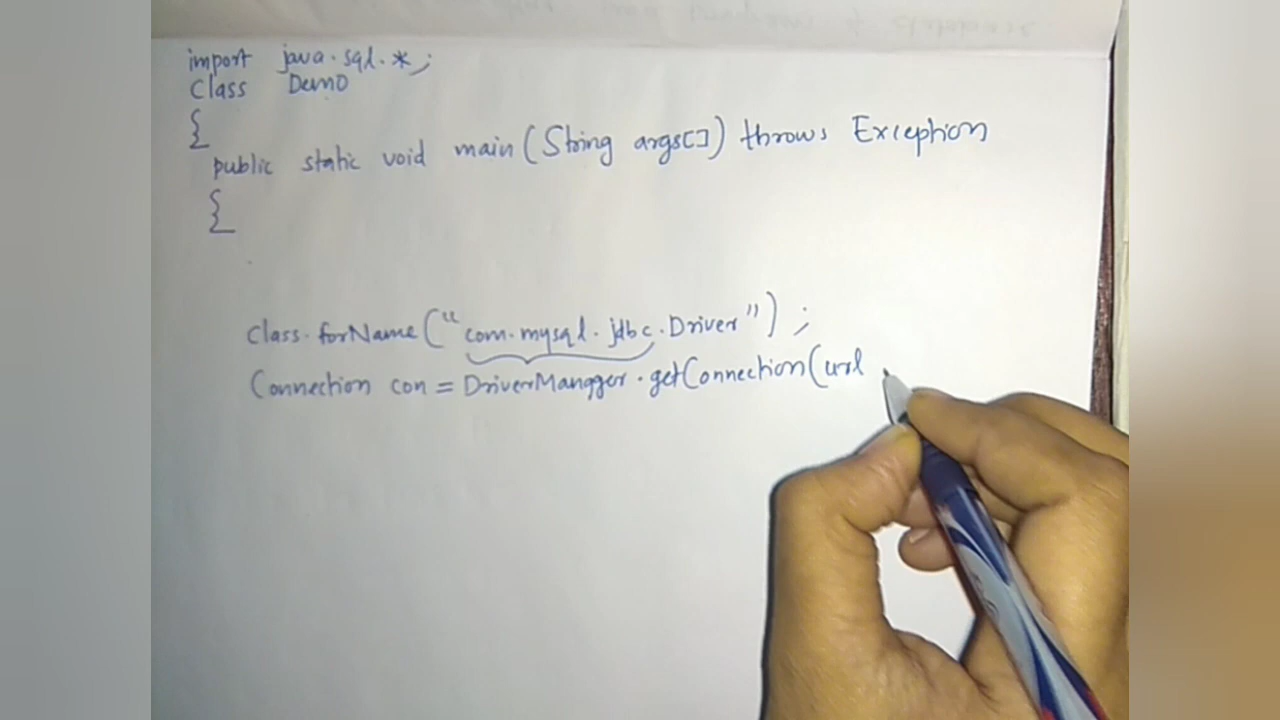 import java.sql.*;
Class Demo
{
public static void main(String args[]) throws Exception
{
Class.forName("com.mysql.jdbc.Driver");
Connection con = DriverMangger.getConnection(url